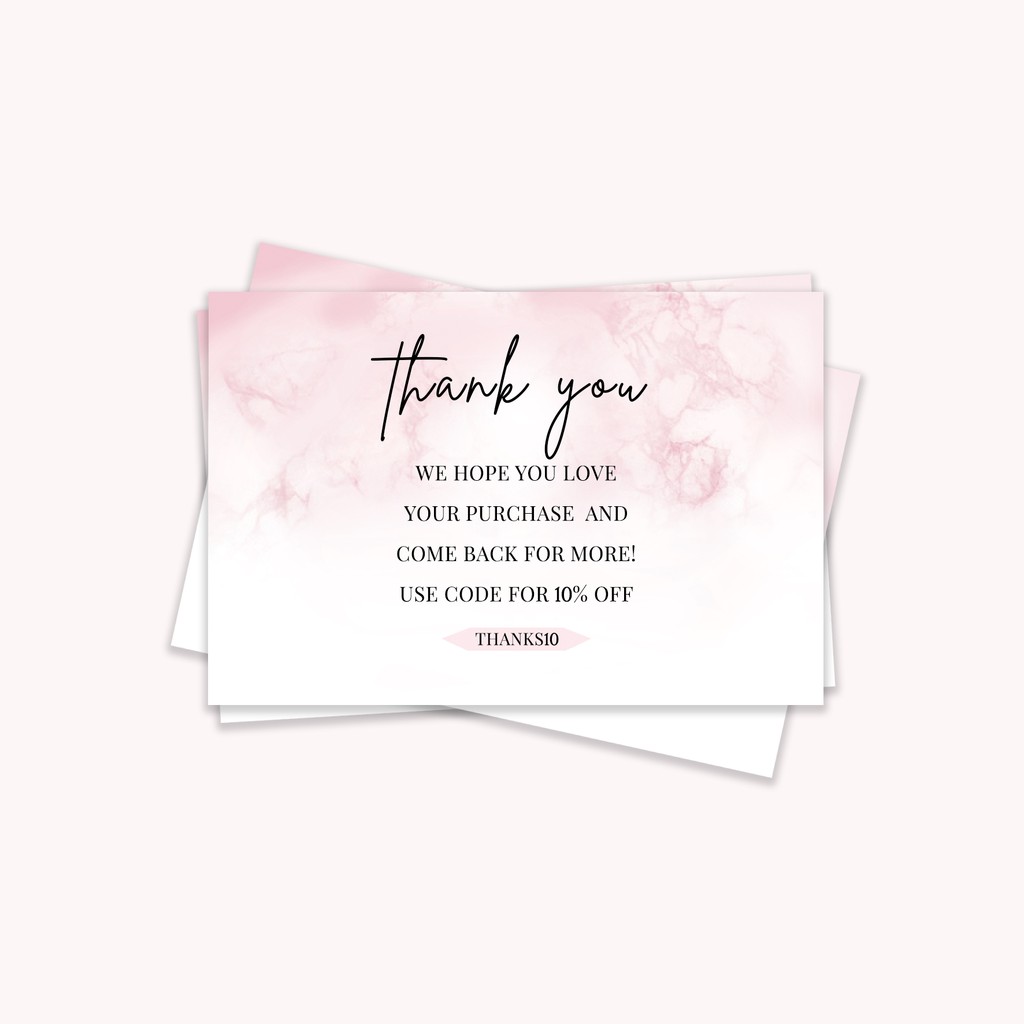 thank you
WE HOPE YOU LOVE
YOUR PURCHASE  AND
COME BACK FOR MORE!
USE CODE FOR 10% OFF
THANKS10